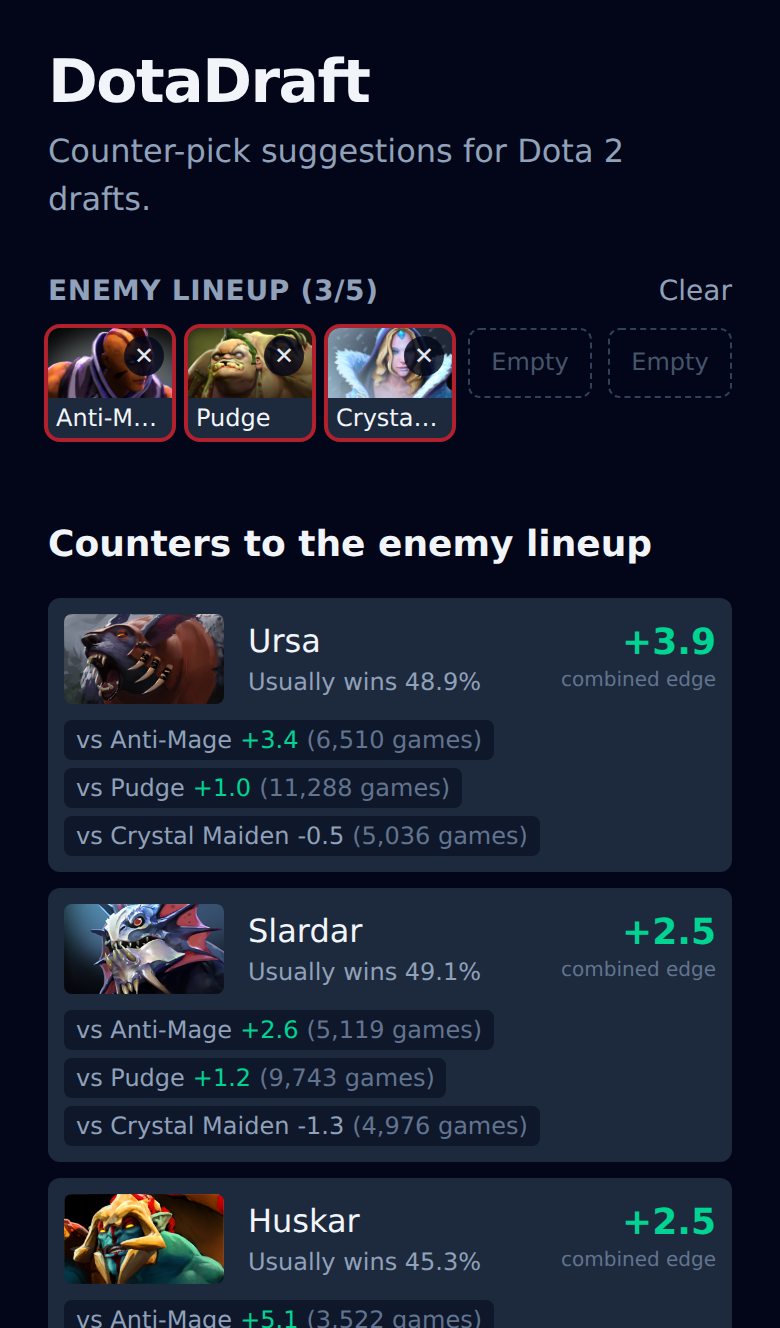 DotaDraft
Counter-pick suggestions for Dota 2
drafts.
ENEMY LINEUP (3/5)
Clear
✕
✕
✕
Anti-M…
Pudge
Crysta…
Empty
Empty
Counters to the enemy lineup
Ursa
+3.9
Usually wins 48.9%
combined edge
vs Anti-Mage +3.4 (6,510 games)
vs Pudge +1.0 (11,288 games)
vs Crystal Maiden -0.5 (5,036 games)
Slardar
+2.5
Usually wins 49.1%
combined edge
vs Anti-Mage +2.6 (5,119 games)
vs Pudge +1.2 (9,743 games)
vs Crystal Maiden -1.3 (4,976 games)
Huskar
+2.5
Usually wins 45.3%
combined edge
vs Anti-Mage +5.1 (3,522 games)